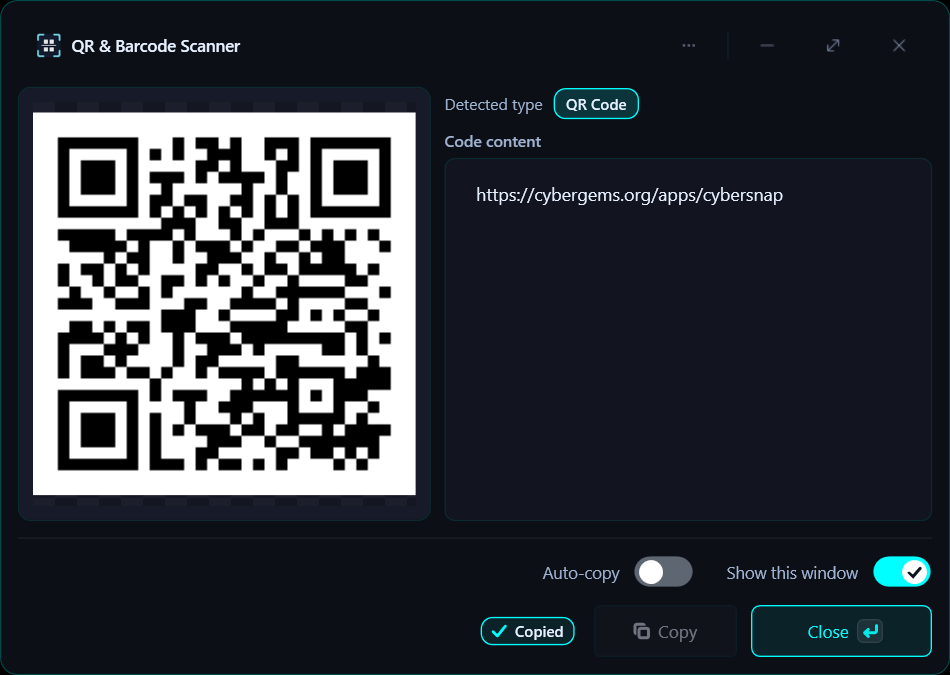 QR & Barcode Scanner
Detected type QR Code
Code content
https://cybergems.org/apps/cybersnap
Auto-copy Show this window
Copied Copy Close